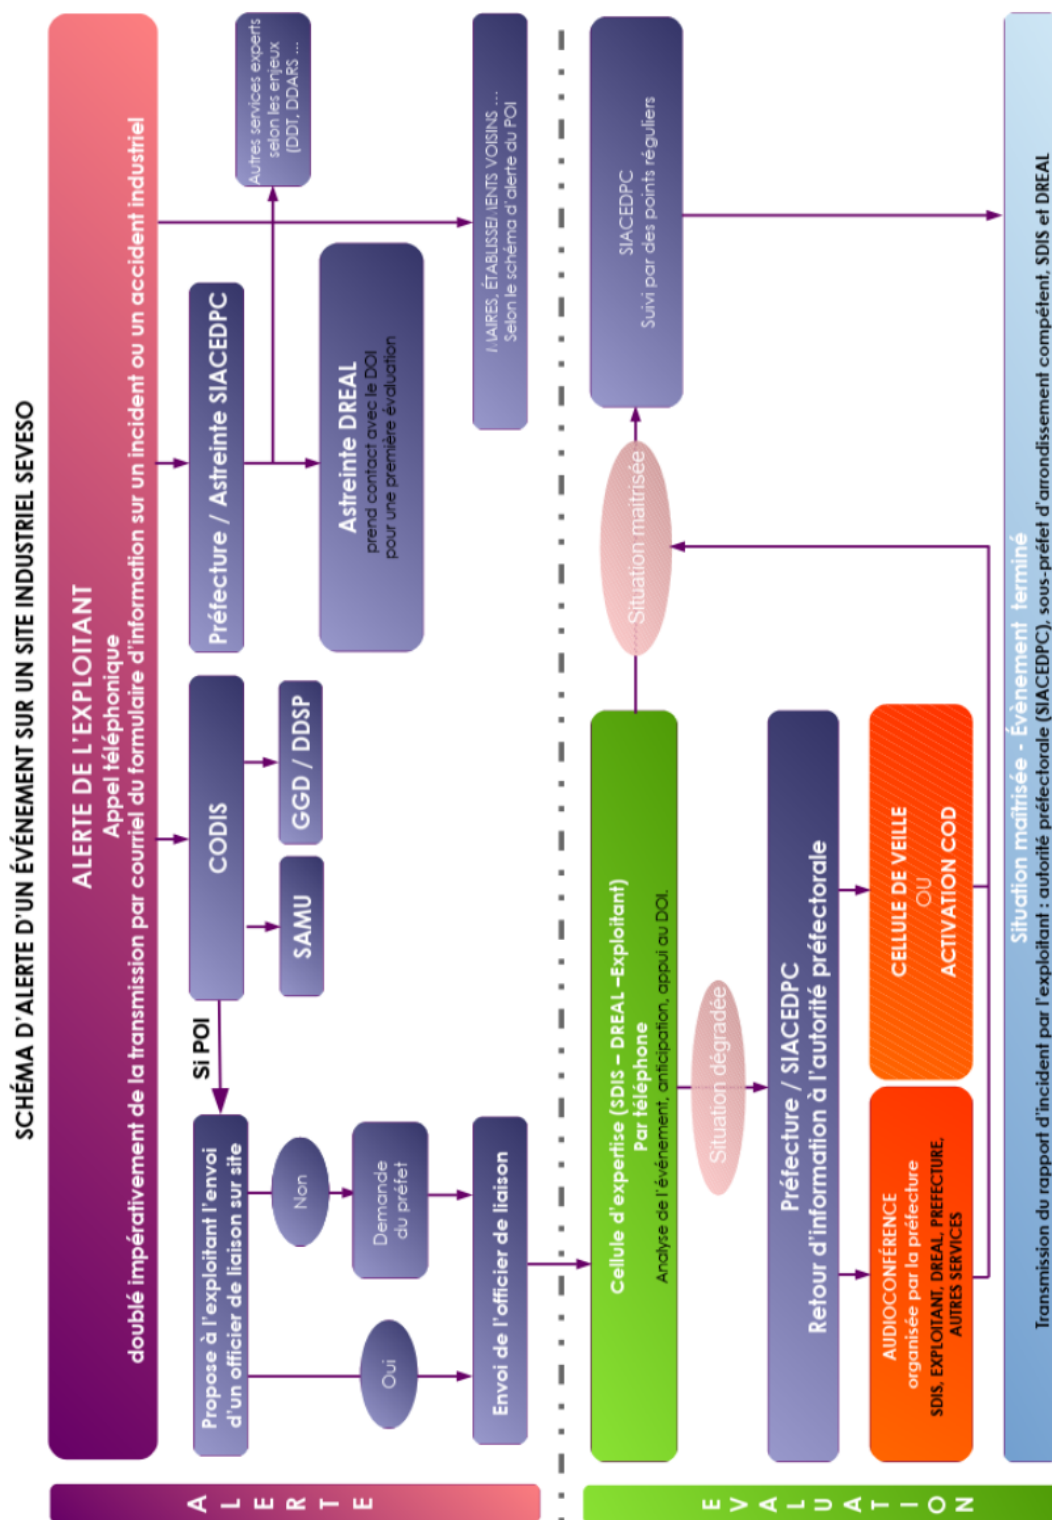 SCHÉMA D'ALERTE D'UN ÉVÉNEMENT SUR UN SITE INDUSTRIEL SEVESO
ALERTE
ALERTE DE L'EXPLOITANT
Appel téléphonique
doublé impérativement de la transmission par courriel du formulaire d'information sur un incident ou un accident industriel
Propose à l'exploitant l'envoi
d'un officier de liaison sur site
Si POI
CODIS
Préfecture / Astreinte SIACEDPC
Autres services experts
selon les enjeux
(DDT, DDARS ...
Non
SAMU
GGD / DDSP
Astreinte DREAL
prend contact avec le DOI
pour une première évaluation
Oui
Demande
du préfet
Envoi de l'officier de liaison
MAIRES, ÉTABLISSEMENTS VOISINS ...
Selon le schéma d'alerte du POI
EVALUATION
Cellule d'expertise (SDIS – DREAL –Exploitant)
Par téléphone
Analyse de l'événement, anticipation, appui au DOI.
Situation maitrisée
SIACEDPC
Suivi par des points réguliers
Situation dégradée
Préfecture / SIACEDPC
Retour d'information à l'autorité préfectorale
AUDIOCONFÉRENCE
organisée par la préfecture
SDIS, EXPLOITANT, DREAL, PREFECTURE,
AUTRES SERVICES
CELLULE DE VEILLE
OU
ACTIVATION COD
Situation maîtrisée - Évènement terminé
Transmission du rapport d'incident par l'exploitant : autorité préfectorale (SIACEDPC), sous-préfet d'arrondissement compétent, SDIS et DREAL